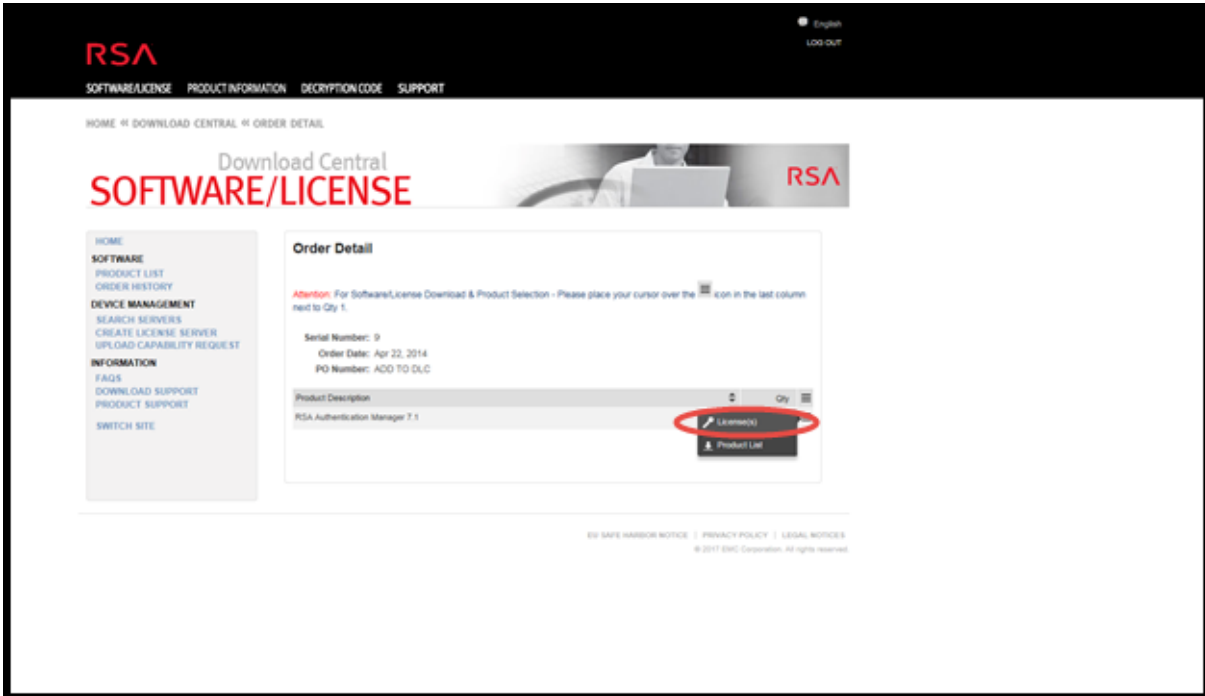 English
LOG OUT
RSA
SOFTWARE/LICENSE PRODUCT INFORMATION DECRYPTION CODE SUPPORT
HOME « DOWNLOAD CENTRAL « ORDER DETAIL
Download Central
SOFTWARE/LICENSE
RSA
HOME
SOFTWARE
PRODUCT LIST
ORDER HISTORY
DEVICE MANAGEMENT
SEARCH SERVERS
CREATE LICENSE SERVER
UPLOAD CAPABILITY REQUEST
INFORMATION
FAQS
DOWNLOAD SUPPORT
PRODUCT SUPPORT
SWITCH SITE
Order Detail
Attention: For Software/License Download & Product Selection - Please place your cursor over the icon in the last column
next to Qty 1.
Serial Number: 9
Order Date: Apr 22, 2014
PO Number: ADD TO DLC
Product Description Qty
RSA Authentication Manager 7.1
License(s)
Product List
EU SAFE HARBOR NOTICE | PRIVACY POLICY | LEGAL NOTICES
© 2017 EMC Corporation. All rights reserved.